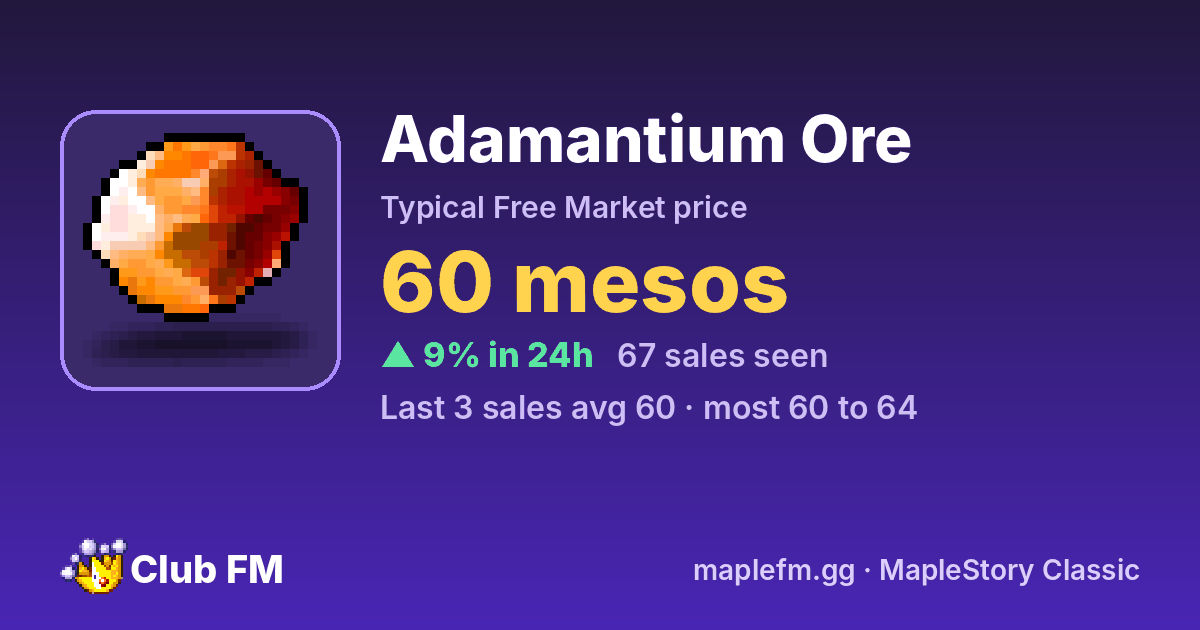 Adamantium Ore
Typical Free Market price
60 mesos
▲ 9% in 24h 67 sales seen
Last 3 sales avg 60 · most 60 to 64
Club FM
maplefm.gg · MapleStory Classic